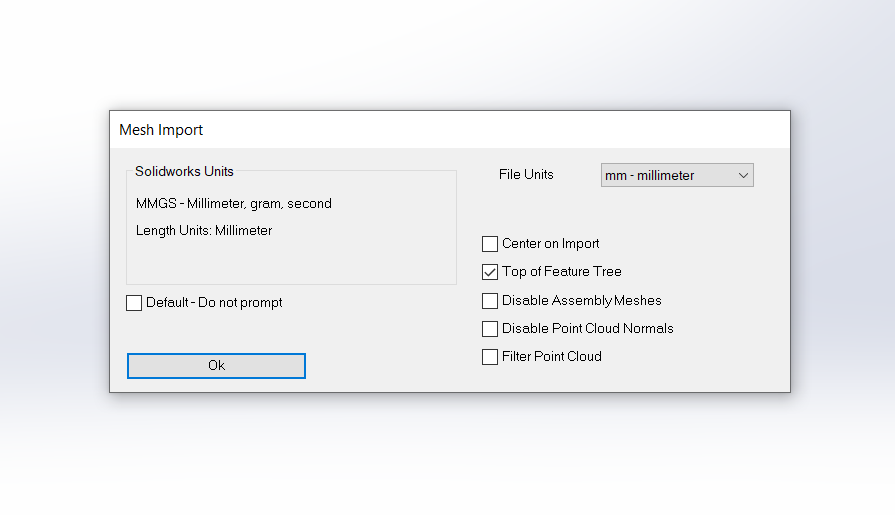 Mesh Import
Solidworks Units
MMGS - Millimeter, gram, second
Length Units: Millimeter
Default - Do not prompt
Ok
File Units
mm - millimeter
Center on Import
Top of Feature Tree
Disable Assembly Meshes
Disable Point Cloud Normals
Filter Point Cloud